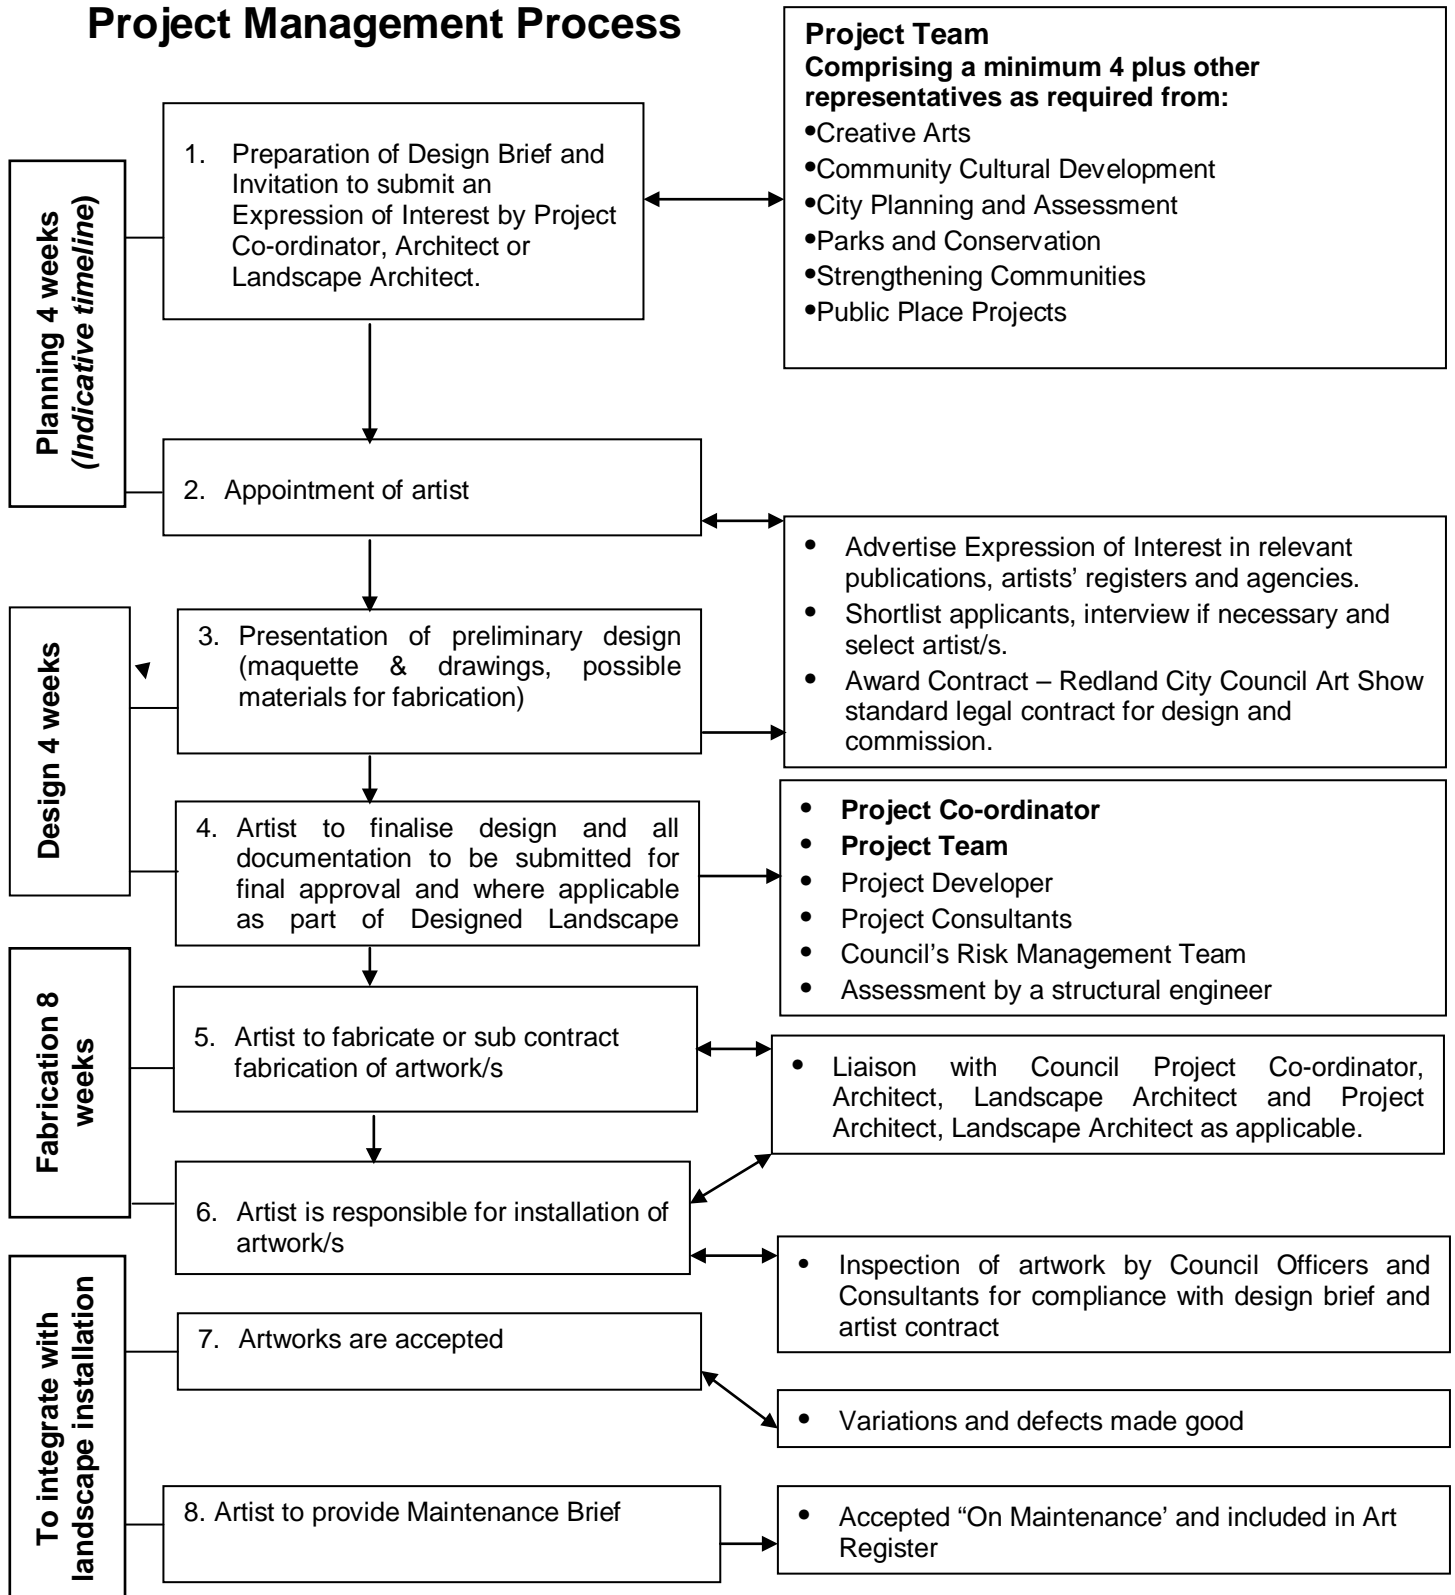 Project Management Process
Project Team
Comprising a minimum 4 plus other
representatives as required from:
•Creative Arts
•Community Cultural Development
•City Planning and Assessment
•Parks and Conservation
•Strengthening Communities
•Public Place Projects
Planning 4 weeks
(Indicative timeline)
1. Preparation of Design Brief and
Invitation to submit an
Expression of Interest by Project
Co-ordinator, Architect or
Landscape Architect.
2. Appointment of artist
• Advertise Expression of Interest in relevant
publications, artists’ registers and agencies.
• Shortlist applicants, interview if necessary and
select artist/s.
• Award Contract – Redland City Council Art Show
standard legal contract for design and
commission.
Design 4 weeks
3. Presentation of preliminary design
(maquette & drawings, possible
materials for fabrication)
4. Artist to finalise design and all
documentation to be submitted for
final approval and where applicable
as part of Designed Landscape
• Project Co-ordinator
• Project Team
• Project Developer
• Project Consultants
• Council’s Risk Management Team
• Assessment by a structural engineer
Fabrication 8
weeks
5. Artist to fabricate or sub contract
fabrication of artwork/s
• Liaison with Council Project Co-ordinator,
Architect, Landscape Architect and Project
Architect, Landscape Architect as applicable.
6. Artist is responsible for installation of
artwork/s
• Inspection of artwork by Council Officers and
Consultants for compliance with design brief and
artist contract
To integrate with
landscape installation
7. Artworks are accepted
• Variations and defects made good
8. Artist to provide Maintenance Brief
• Accepted “On Maintenance’ and included in Art
Register